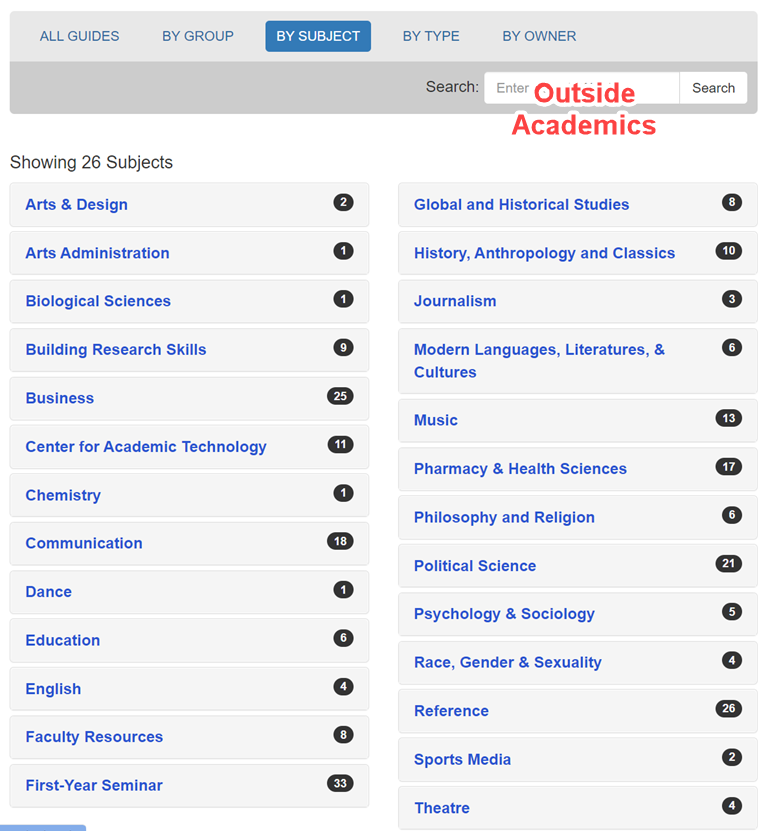 ALL GUIDES BY GROUP BY SUBJECT BY TYPE BY OWNER
Search: Enter Search
Outside
Academics
Showing 26 Subjects
Arts & Design 2
Arts Administration 1
Biological Sciences 1
Building Research Skills 9
Business 25
Center for Academic Technology 11
Chemistry 1
Communication 18
Dance 1
Education 6
English 4
Faculty Resources 8
First-Year Seminar 33
Global and Historical Studies 8
History, Anthropology and Classics 10
Journalism 3
Modern Languages, Literatures, & 6
Cultures
Music 13
Pharmacy & Health Sciences 17
Philosophy and Religion 6
Political Science 21
Psychology & Sociology 5
Race, Gender & Sexuality 4
Reference 26
Sports Media 2
Theatre 4